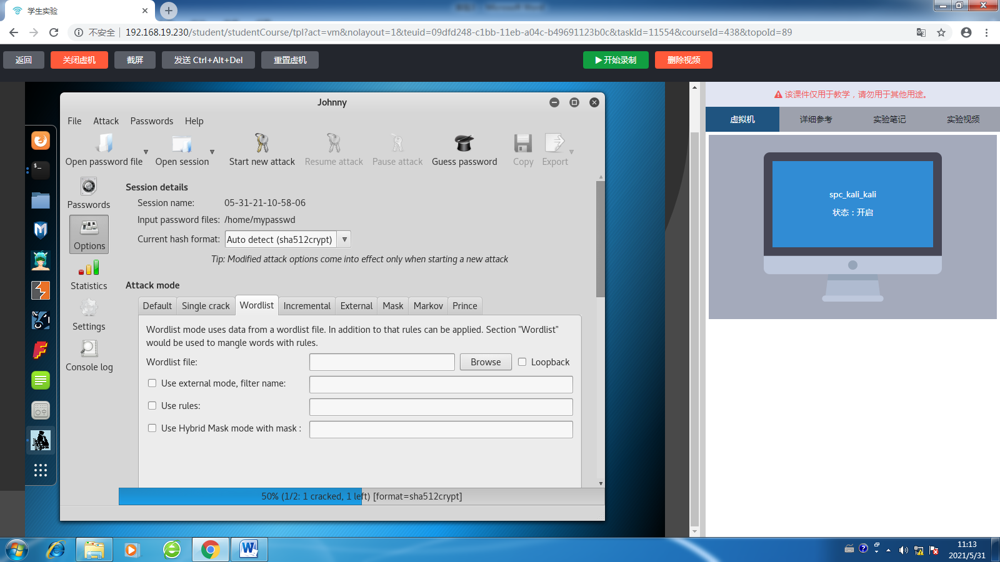 学生实验
不安全 192.168.19.230/student/studentCourse/tpl?act=vm&nolayout=1&teuid=09dfd248-c1bb-11eb-a04c-b49691123b0c&taskId=11554&courseId=438&topoId=89
返回 关闭虚机 截屏 发送 Ctrl+Alt+Del 重置虚机 开始录制 删除视频
Johnny
File Attack Passwords Help
Open password file Open session Start new attack Resume attack Pause attack Guess password Copy Export
Passwords
Options
Statistics
Settings
Console log
Session details
Session name: 05-31-21-10-58-06
Input password files: /home/mypasswd
Current hash format: Auto detect (sha512crypt)
Tip: Modified attack options come into effect only when starting a new attack
Attack mode
Default Single crack Wordlist Incremental External Mask Markov Prince
Wordlist mode uses data from a wordlist file. In addition to that rules can be applied. Section "Wordlist"
would be used to mangle words with rules.
Wordlist file: Browse Loopback
Use external mode, filter name:
Use rules:
Use Hybrid Mask mode with mask :
50% (1/2: 1 cracked, 1 left) [format=sha512crypt]
该课件仅用于教学，请勿用于其他用途。
虚拟机 详细参考 实验笔记 实验视频
spc_kali_kali
状态：开启
11:13
2021/5/31